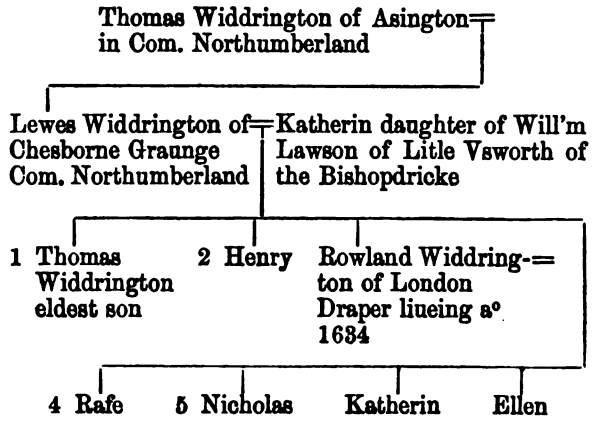 Thomas Widdrington of Asington=
in Com. Northumberland
Lewes Widdrington of=Katherin daughter of Will'm
Chesborne Graunge Lawson of Litle Vsworth of
Com. Northumberland the Bishopdricke
1 Thomas 2 Henry Rowland Widdring-=
Widdrington ton of London
eldest son Draper liueing aº
1634
4 Rafe 5 Nicholas Katherin Ellen